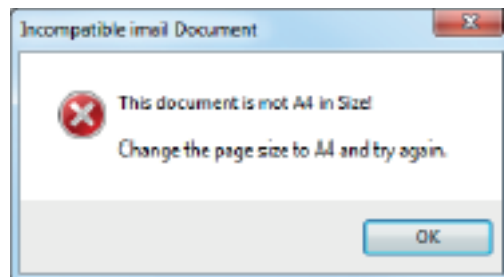 Incompatible imail Document
This document is not A4 in Size!
Change the page size to A4 and try again.
OK